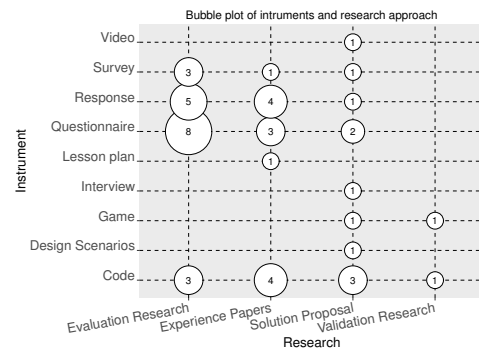 Bubble plot of intruments and research approach
Instrument
Video 1
Survey 3 1 1
Response 5 4 1
Questionnaire 8 3 2
Lesson plan 1
Interview 1
Game 1 1
Design Scenarios 1
Code 3 4 3 1
Evaluation Research Experience Papers Solution Proposal Validation Research
Research